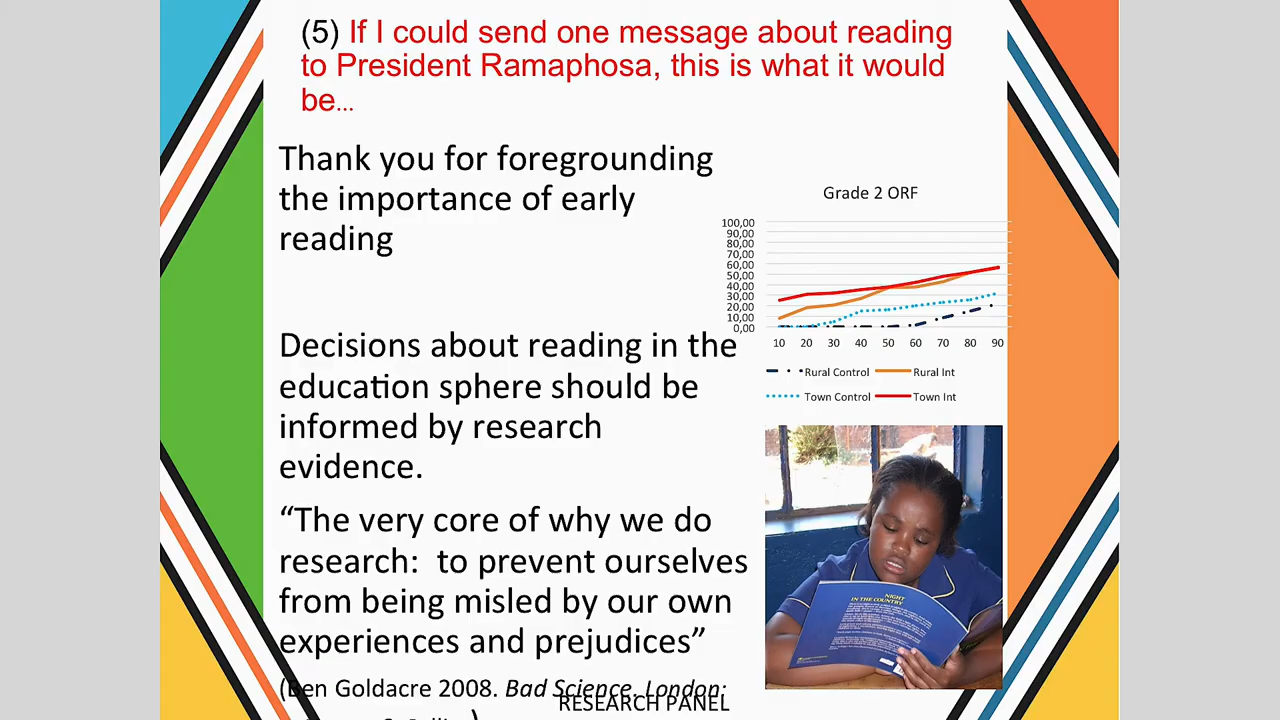 (5) If I could send one message about reading
to President Ramaphosa, this is what it would
be...
Thank you for foregrounding
the importance of early
reading
Decisions about reading in the
education sphere should be
informed by research
evidence.
“The very core of why we do
research: to prevent ourselves
from being misled by our own
experiences and prejudices”
(Ben Goldacre 2008. Bad Science. London:
RESEARCH PANEL
Grade 2 ORF
100,00
90,00
80,00
70,00
60,00
50,00
40,00
30,00
20,00
10,00
0,00
10 20 30 40 50 60 70 80 90
Rural Control Rural Int
Town Control Town Int
NIGHT
IN THE COUNTRY